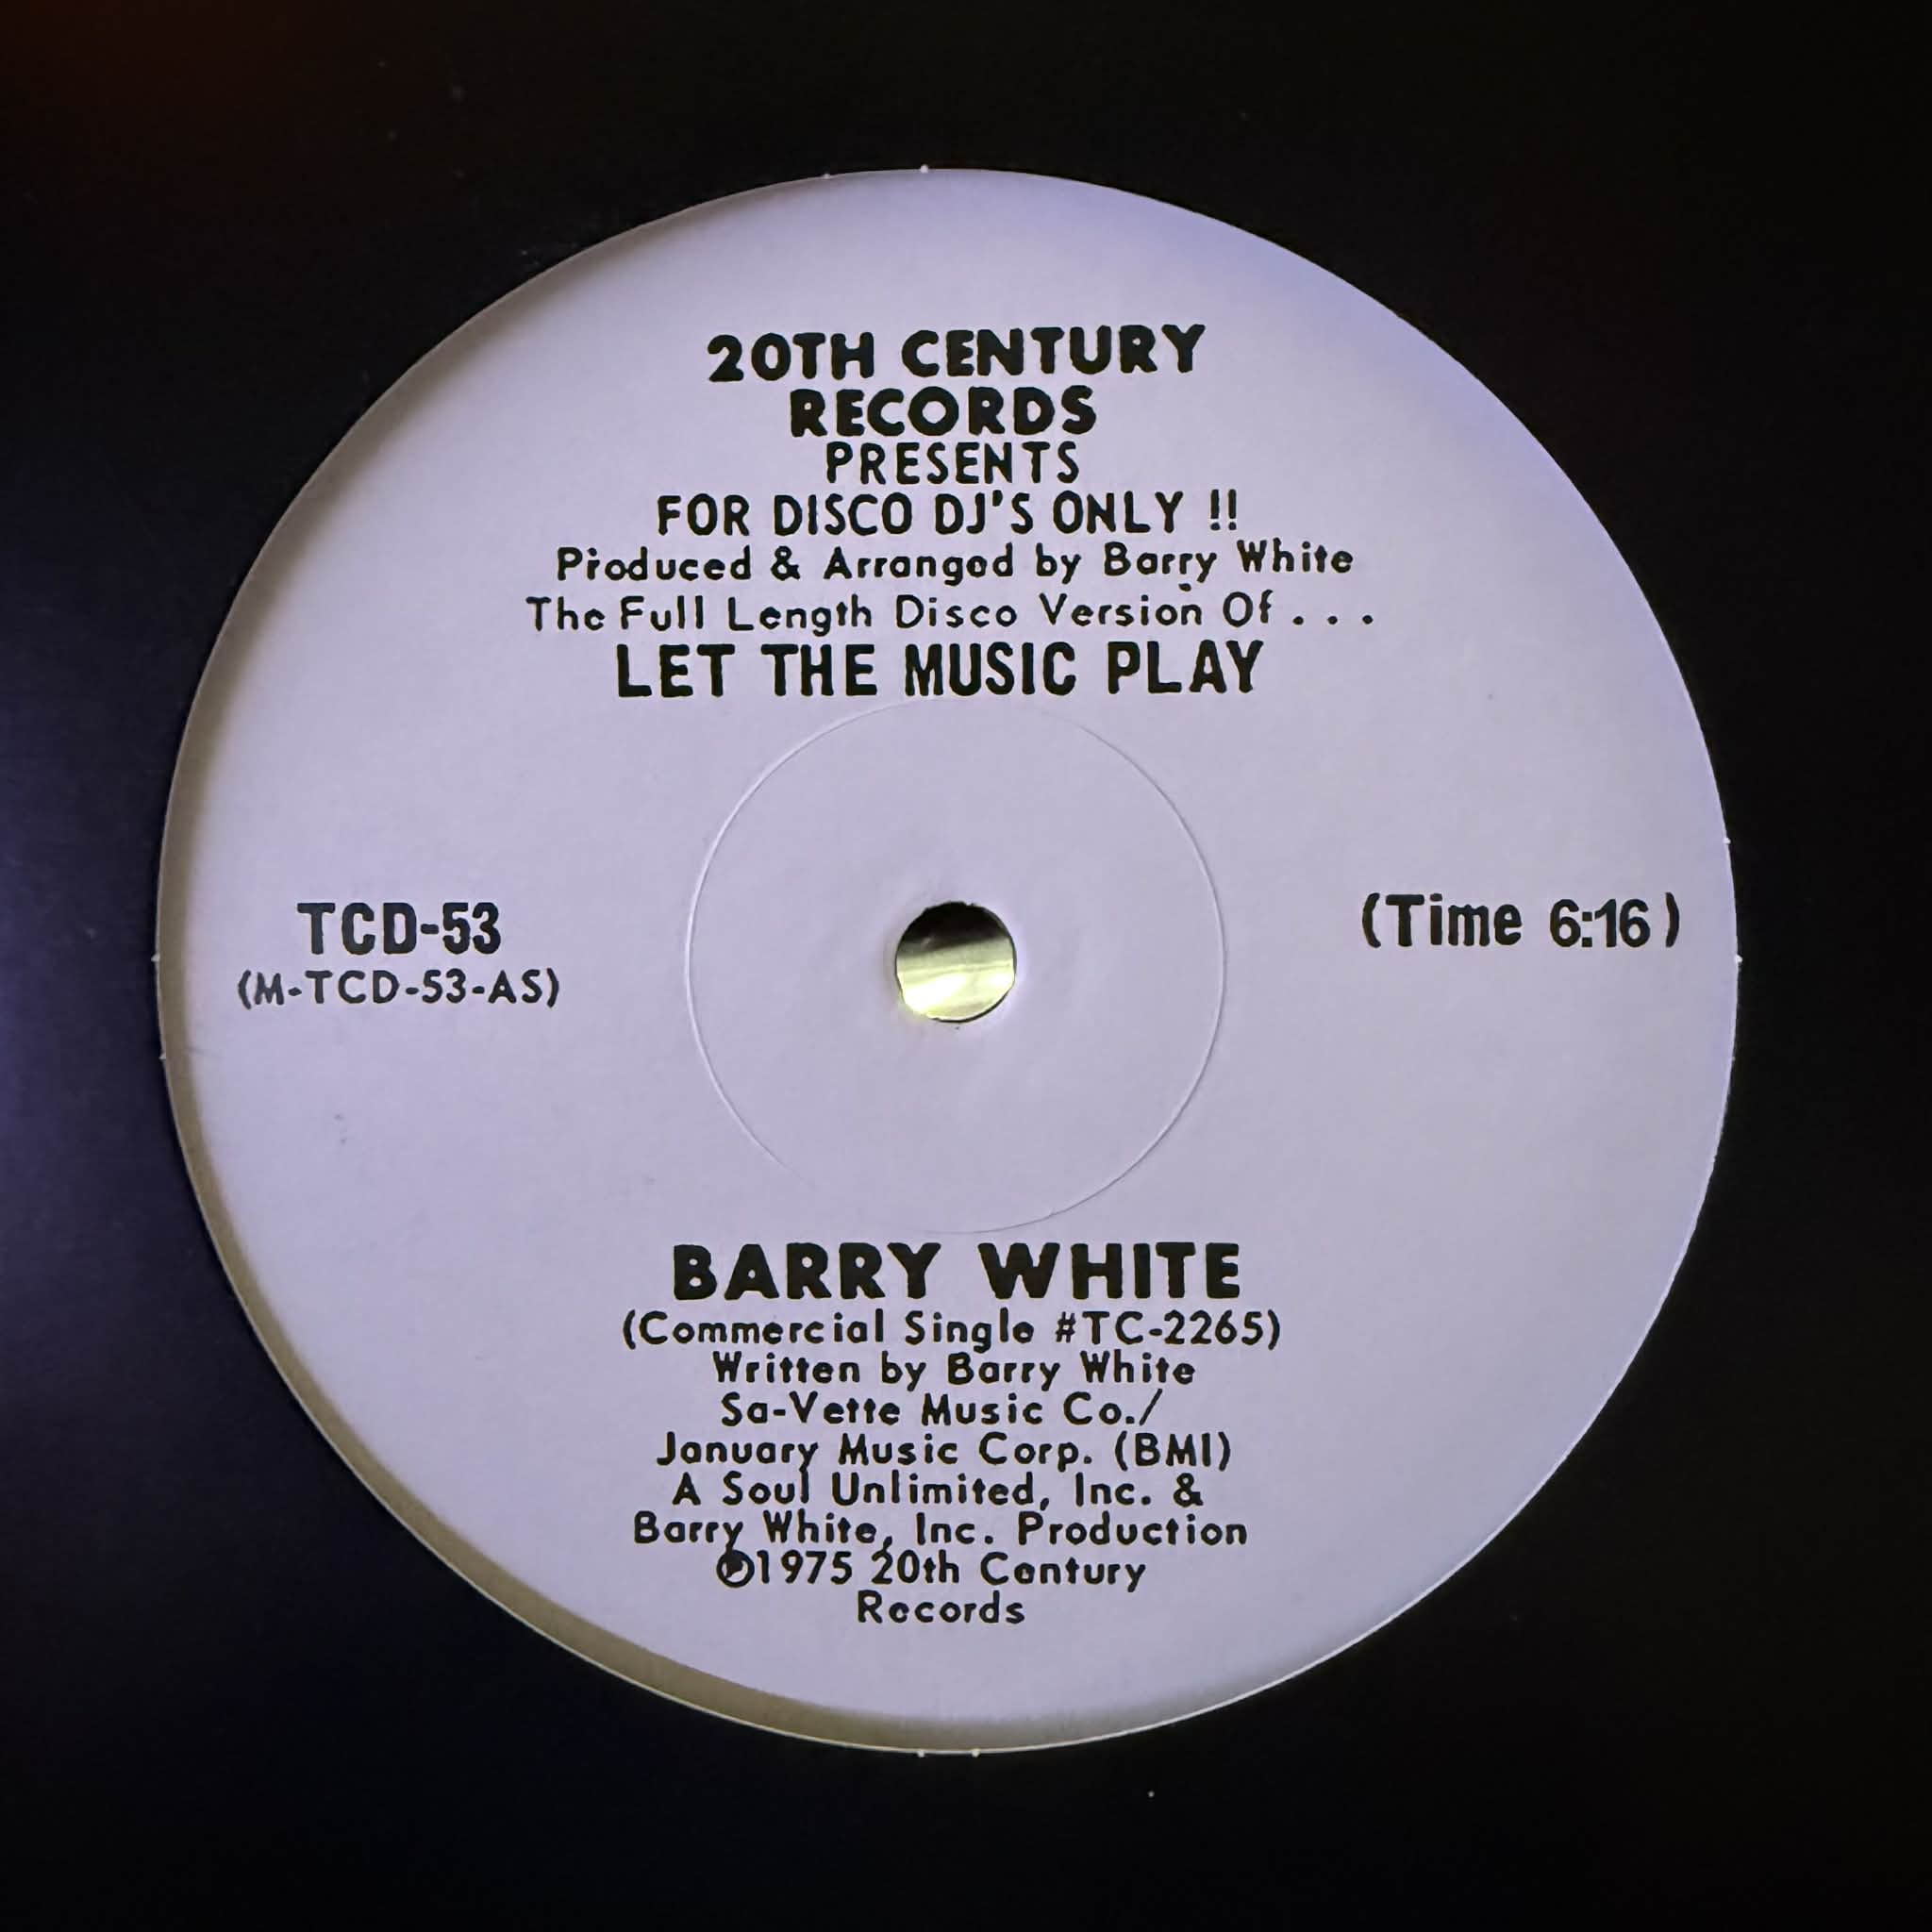 20TH CENTURY
RECORDS
PRESENTS
FOR DISCO DJ'S ONLY !!
Produced & Arranged by Barry White
The Full Length Disco Version Of . . .
LET THE MUSIC PLAY
TCD-53
(M-TCD-53-AS)
(Time 6:16)
BARRY WHITE
(Commercial Single #TC-2265)
Written by Barry White
Sa-Vette Music Co./
January Music Corp. (BMI)
A Soul Unlimited, Inc. &
Barry White, Inc. Production
℗1975 20th Century
Records